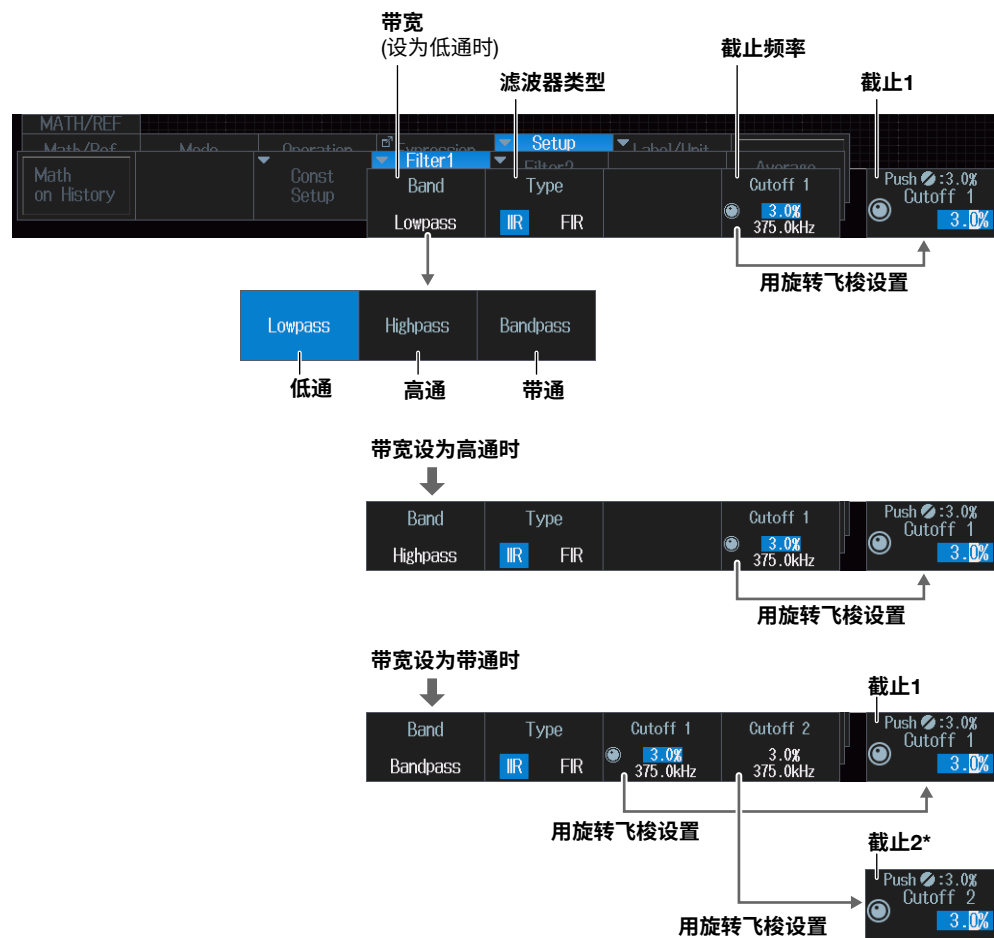 带宽
(设为低通时)
滤波器类型
截止频率
截止1
MATH/REF
Math/Ref Mode Operation Expression Setup Label/Unit
Filter1 Filter2 Average
Math
on History
Const
Setup
Band Type Cutoff 1
Lowpass IIR FIR 3.0%
375.0kHz
Push :3.0%
Cutoff 1
3.0%
用旋转飞梭设置
Lowpass Highpass Bandpass
低通 高通 带通
带宽设为高通时
Band Type Cutoff 1
Highpass IIR FIR 3.0%
375.0kHz
Push :3.0%
Cutoff 1
3.0%
用旋转飞梭设置
带宽设为带通时
截止1
Band Type Cutoff 1 Cutoff 2
Bandpass IIR FIR 3.0% 3.0%
375.0kHz 375.0kHz
Push :3.0%
Cutoff 1
3.0%
用旋转飞梭设置
截止2*
Push :3.0%
Cutoff 2
3.0%
用旋转飞梭设置